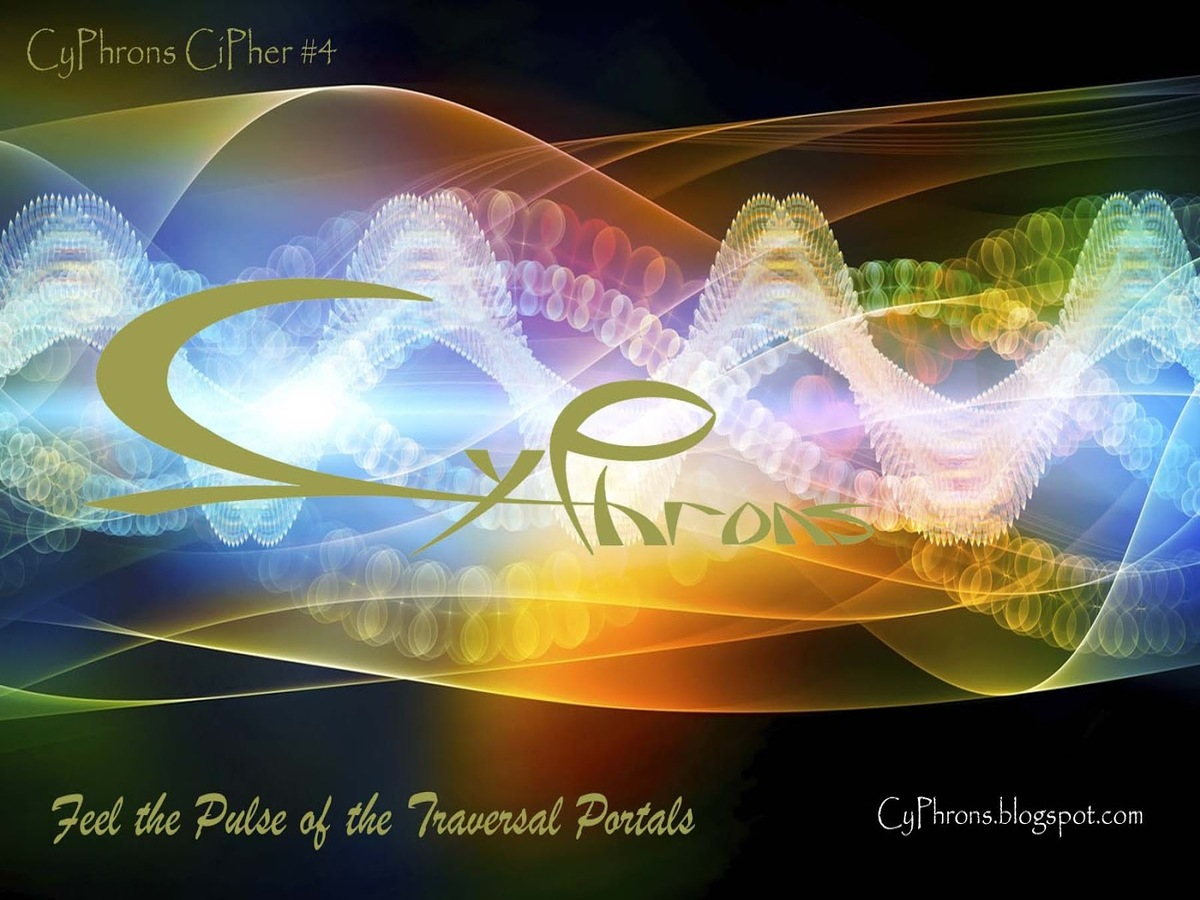 CyPhrons CiPher #4
CyPhrons
Feel the Pulse of the Traversal Portals
CyPhrons.blogspot.com